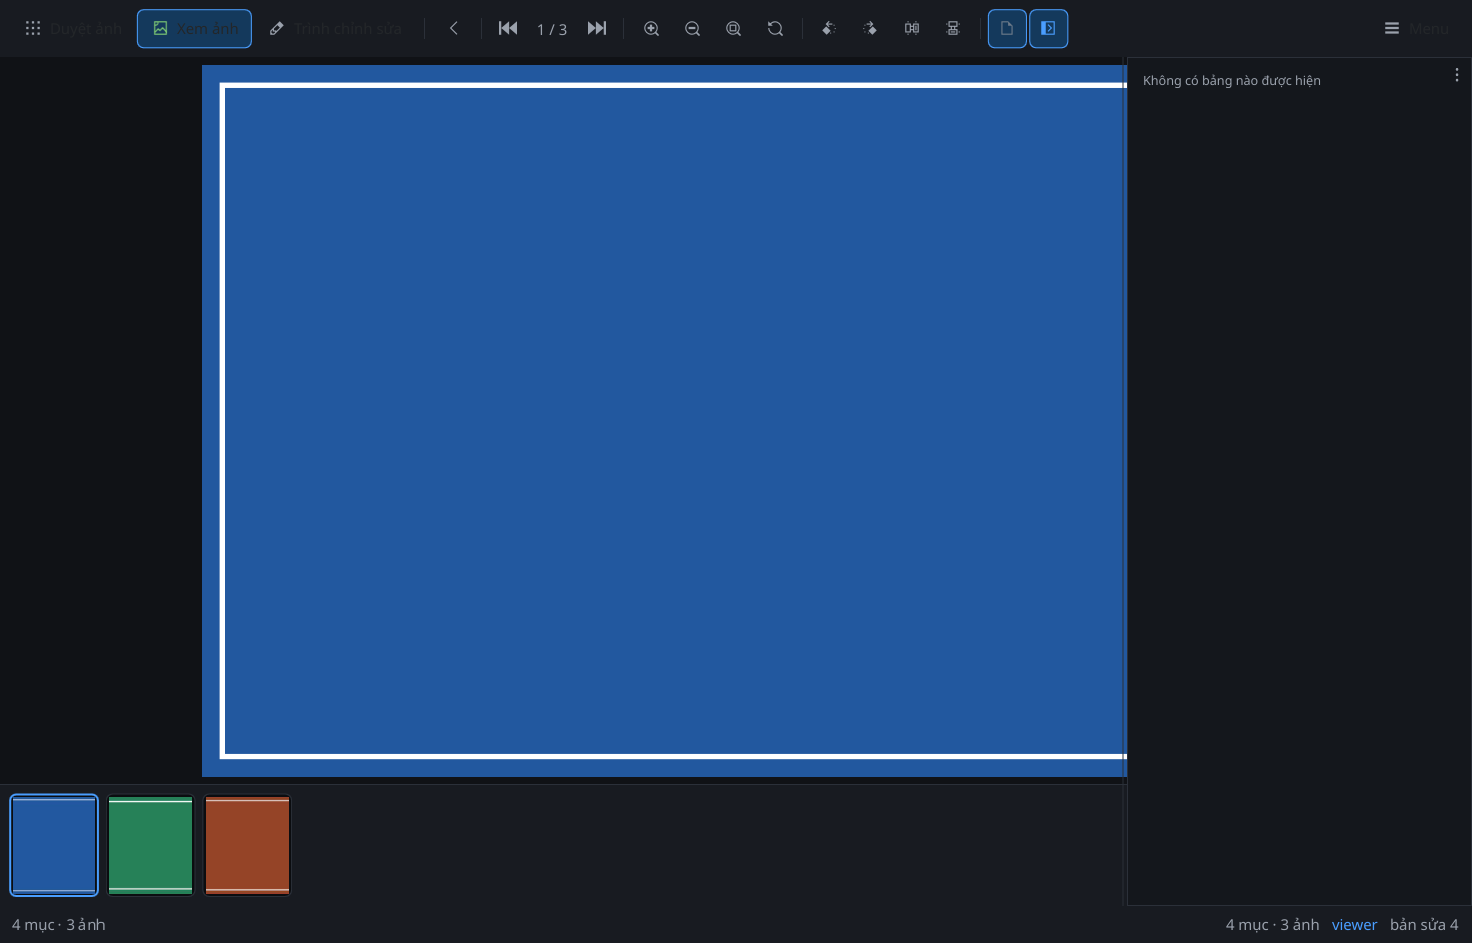 Duyệt ảnh Xem ảnh Trình chỉnh sửa 1 / 3 Menu
Không có bảng nào được hiện
4 mục · 3 ảnh 4 mục · 3 ảnh viewer bản sửa 4